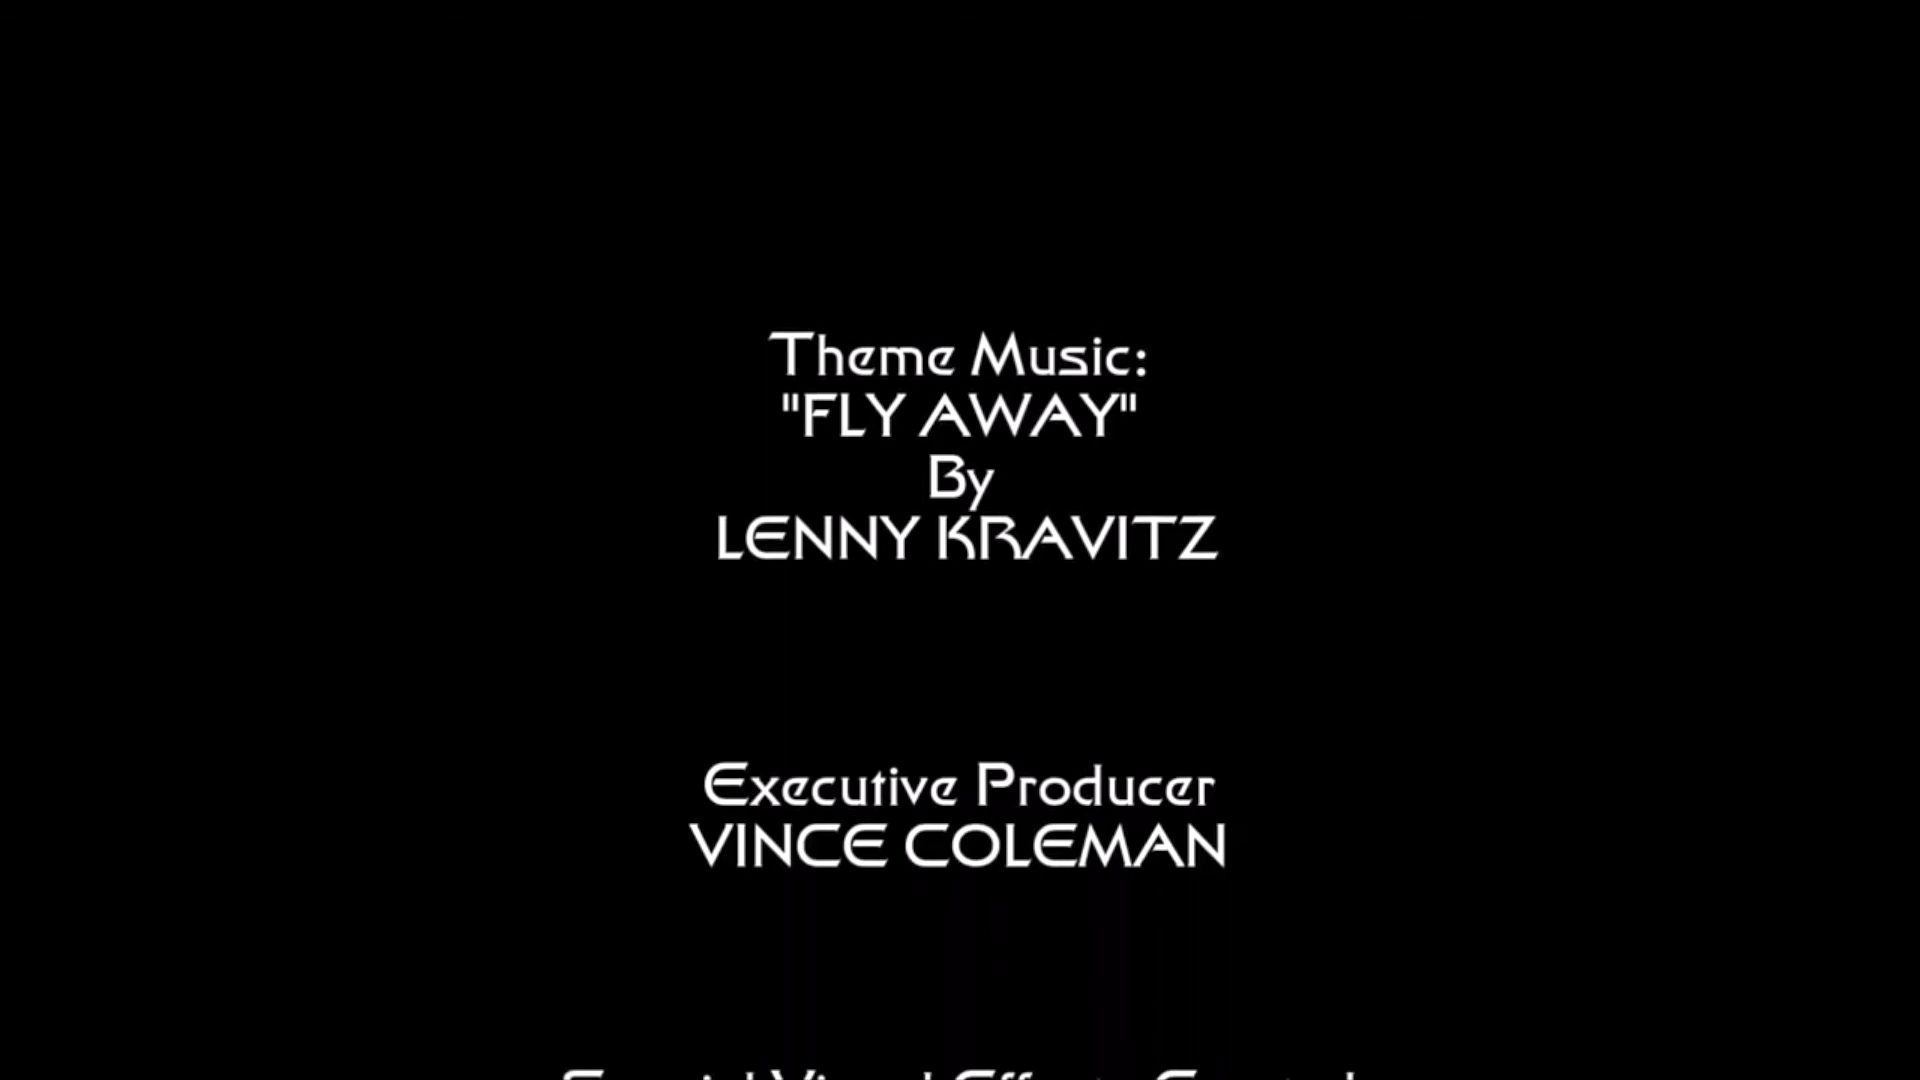 Theme Music:
"FLY AWAY"
By
LENNY KRAVITZ
Executive Producer
VINCE COLEMAN